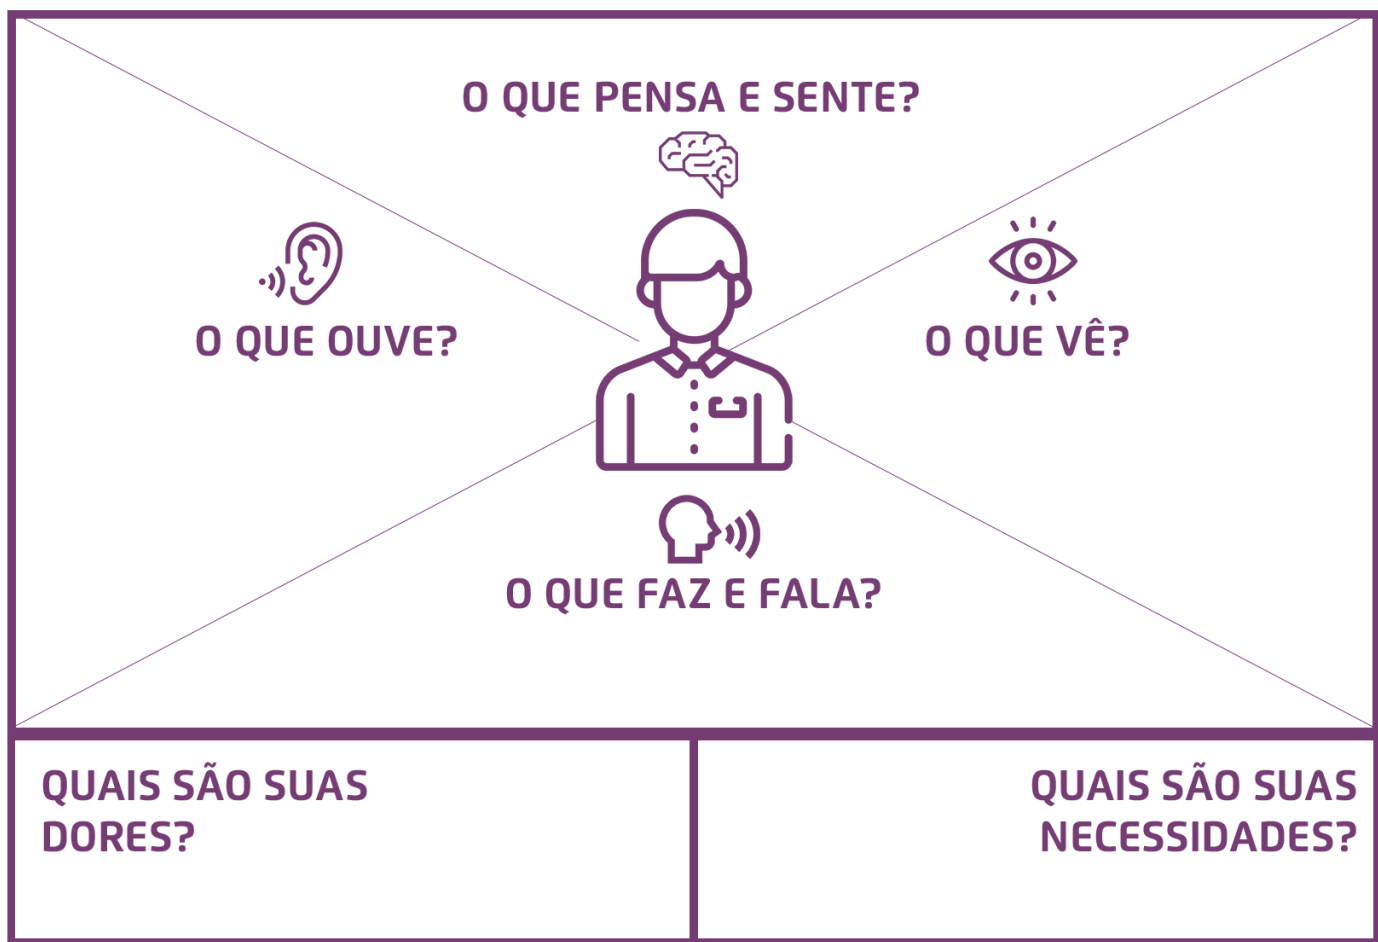 O QUE PENSA E SENTE?
O QUE OUVE?
O QUE VÊ?
O QUE FAZ E FALA?
QUAIS SÃO SUAS
DORES?
QUAIS SÃO SUAS
NECESSIDADES?